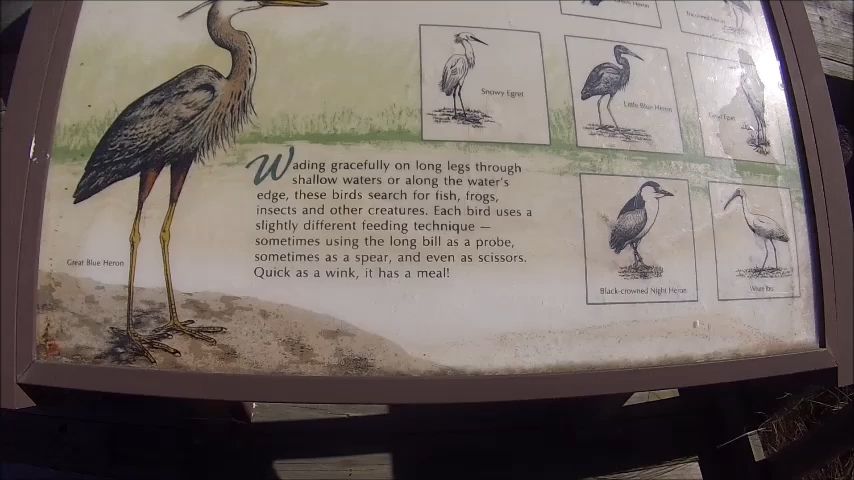 Snowy Egret
Little Blue Heron
Great Egret
Wading gracefully on long legs through
shallow waters or along the water's
edge, these birds search for fish, frogs,
insects and other creatures. Each bird uses a
slightly different feeding technique —
sometimes using the long bill as a probe,
sometimes as a spear, and even as scissors.
Quick as a wink, it has a meal!
Great Blue Heron
Black-crowned Night Heron
White Ibis